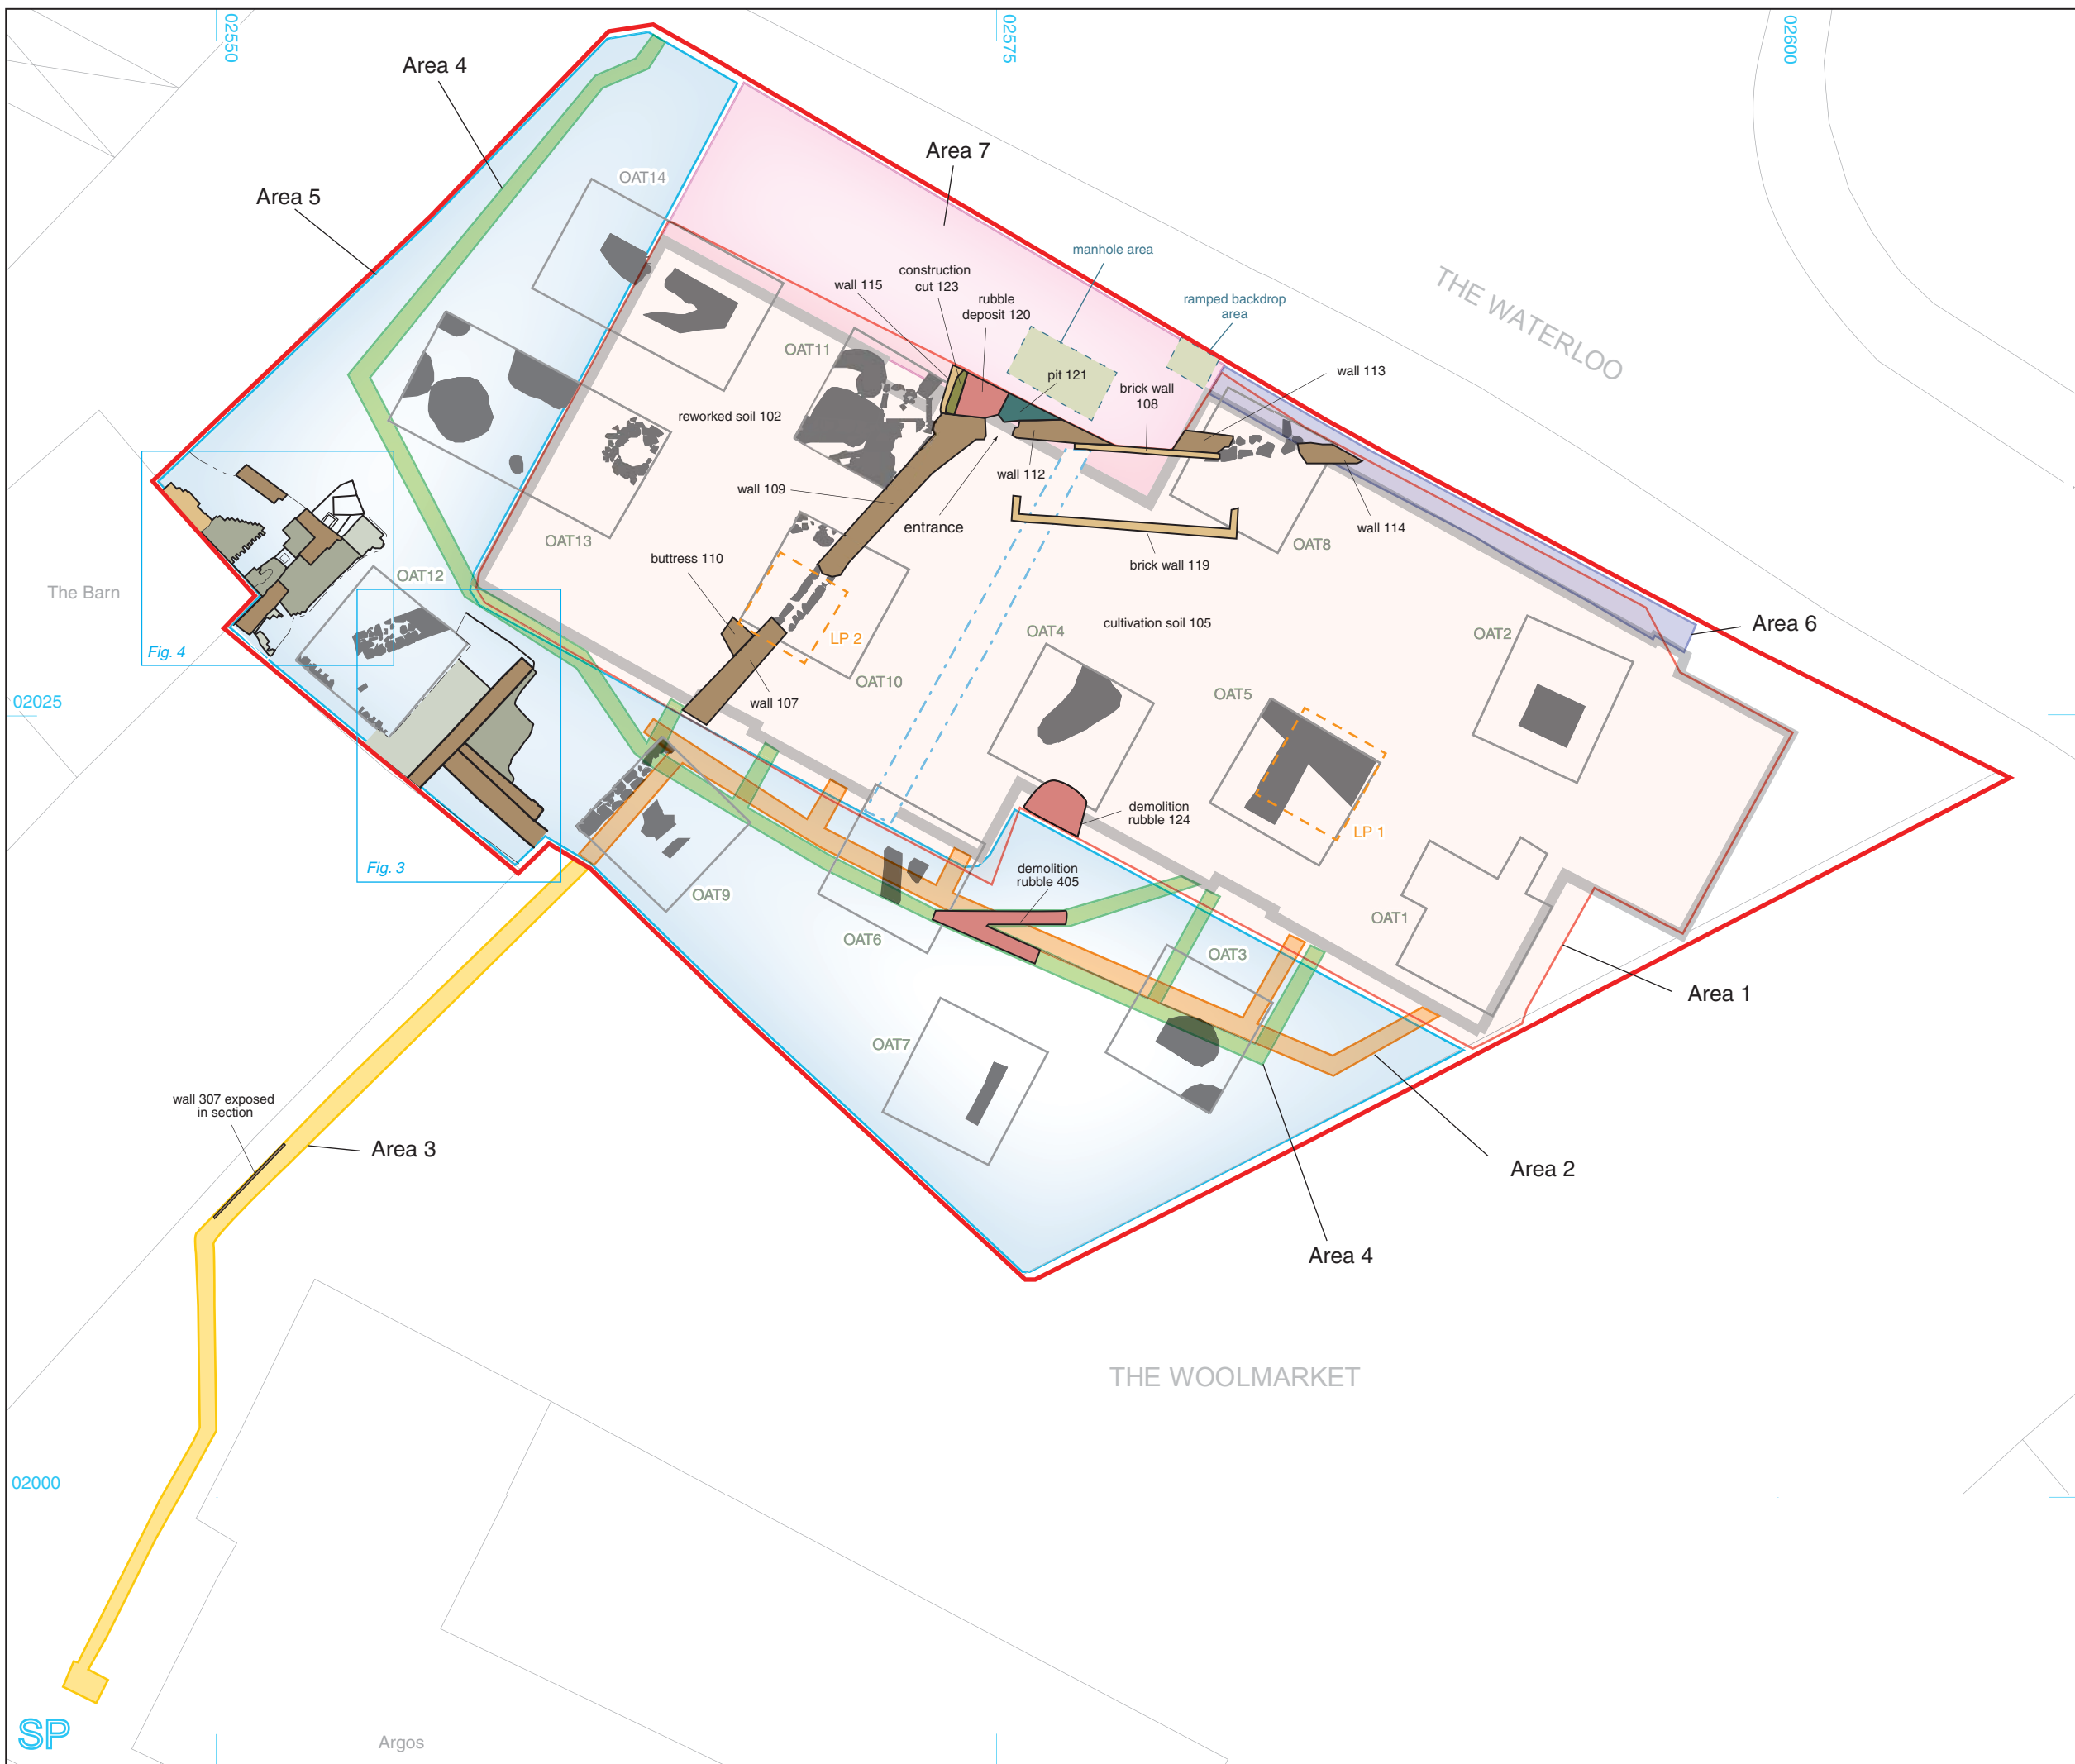 02550
02575
02600
Area 4
Area 7
OAT14
Area 5
manhole area
construction
cut 123
wall 115
rubble
deposit 120
ramped backdrop
area
THE WATERLOO
OAT11
pit 121
wall 113
brick wall
108
reworked soil 102
wall 112
wall 109
entrance
wall 114
OAT13
OAT8
buttress 110
brick wall 119
OAT12
The Barn
cultivation soil 105
Area 6
OAT4
OAT2
LP 2
Fig. 4
OAT10
OAT5
02025
wall 107
demolition
rubble 124
LP 1
Fig. 3
demolition
rubble 405
OAT9
OAT1
OAT6
OAT3
Area 1
OAT7
wall 307 exposed
in section
Area 3
Area 2
Area 4
THE WOOLMARKET
02000
SP
Argos